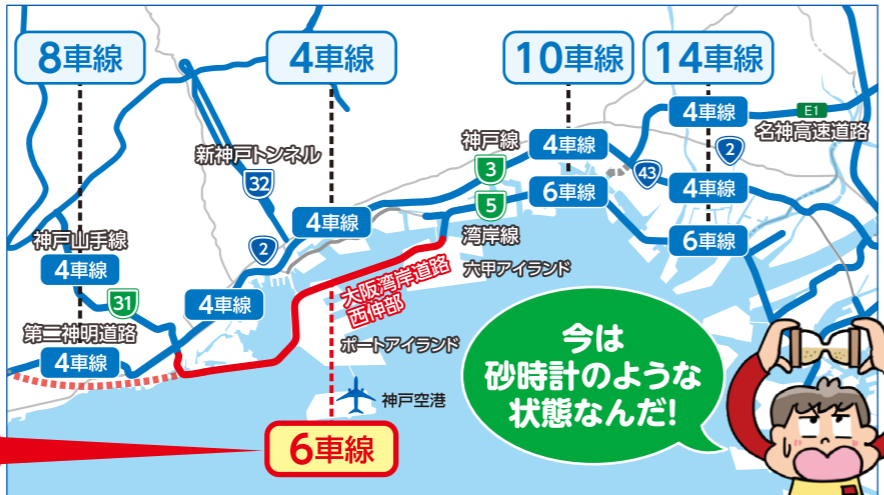 8車線
4車線
10車線
14車線
4車線
E1
名神高速道路
2
新神戸トンネル
32
神戸線
3
4車線
43
4車線
5
6車線
湾岸線
4車線
6車線
2
神戸山手線
4車線
31
4車線
第二神明道路
4車線
大阪湾岸道路
西伸部
六甲アイランド
ポートアイランド
神戸空港
6車線
今は
砂時計のような
状態なんだ!